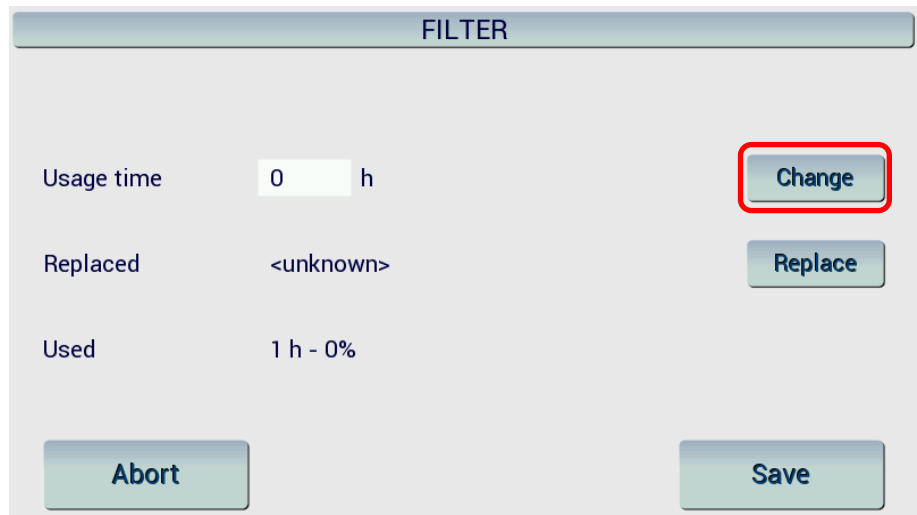 FILTER
Usage time 0 h Change
Replaced <unknown> Replace
Used 1 h - 0%
Abort Save